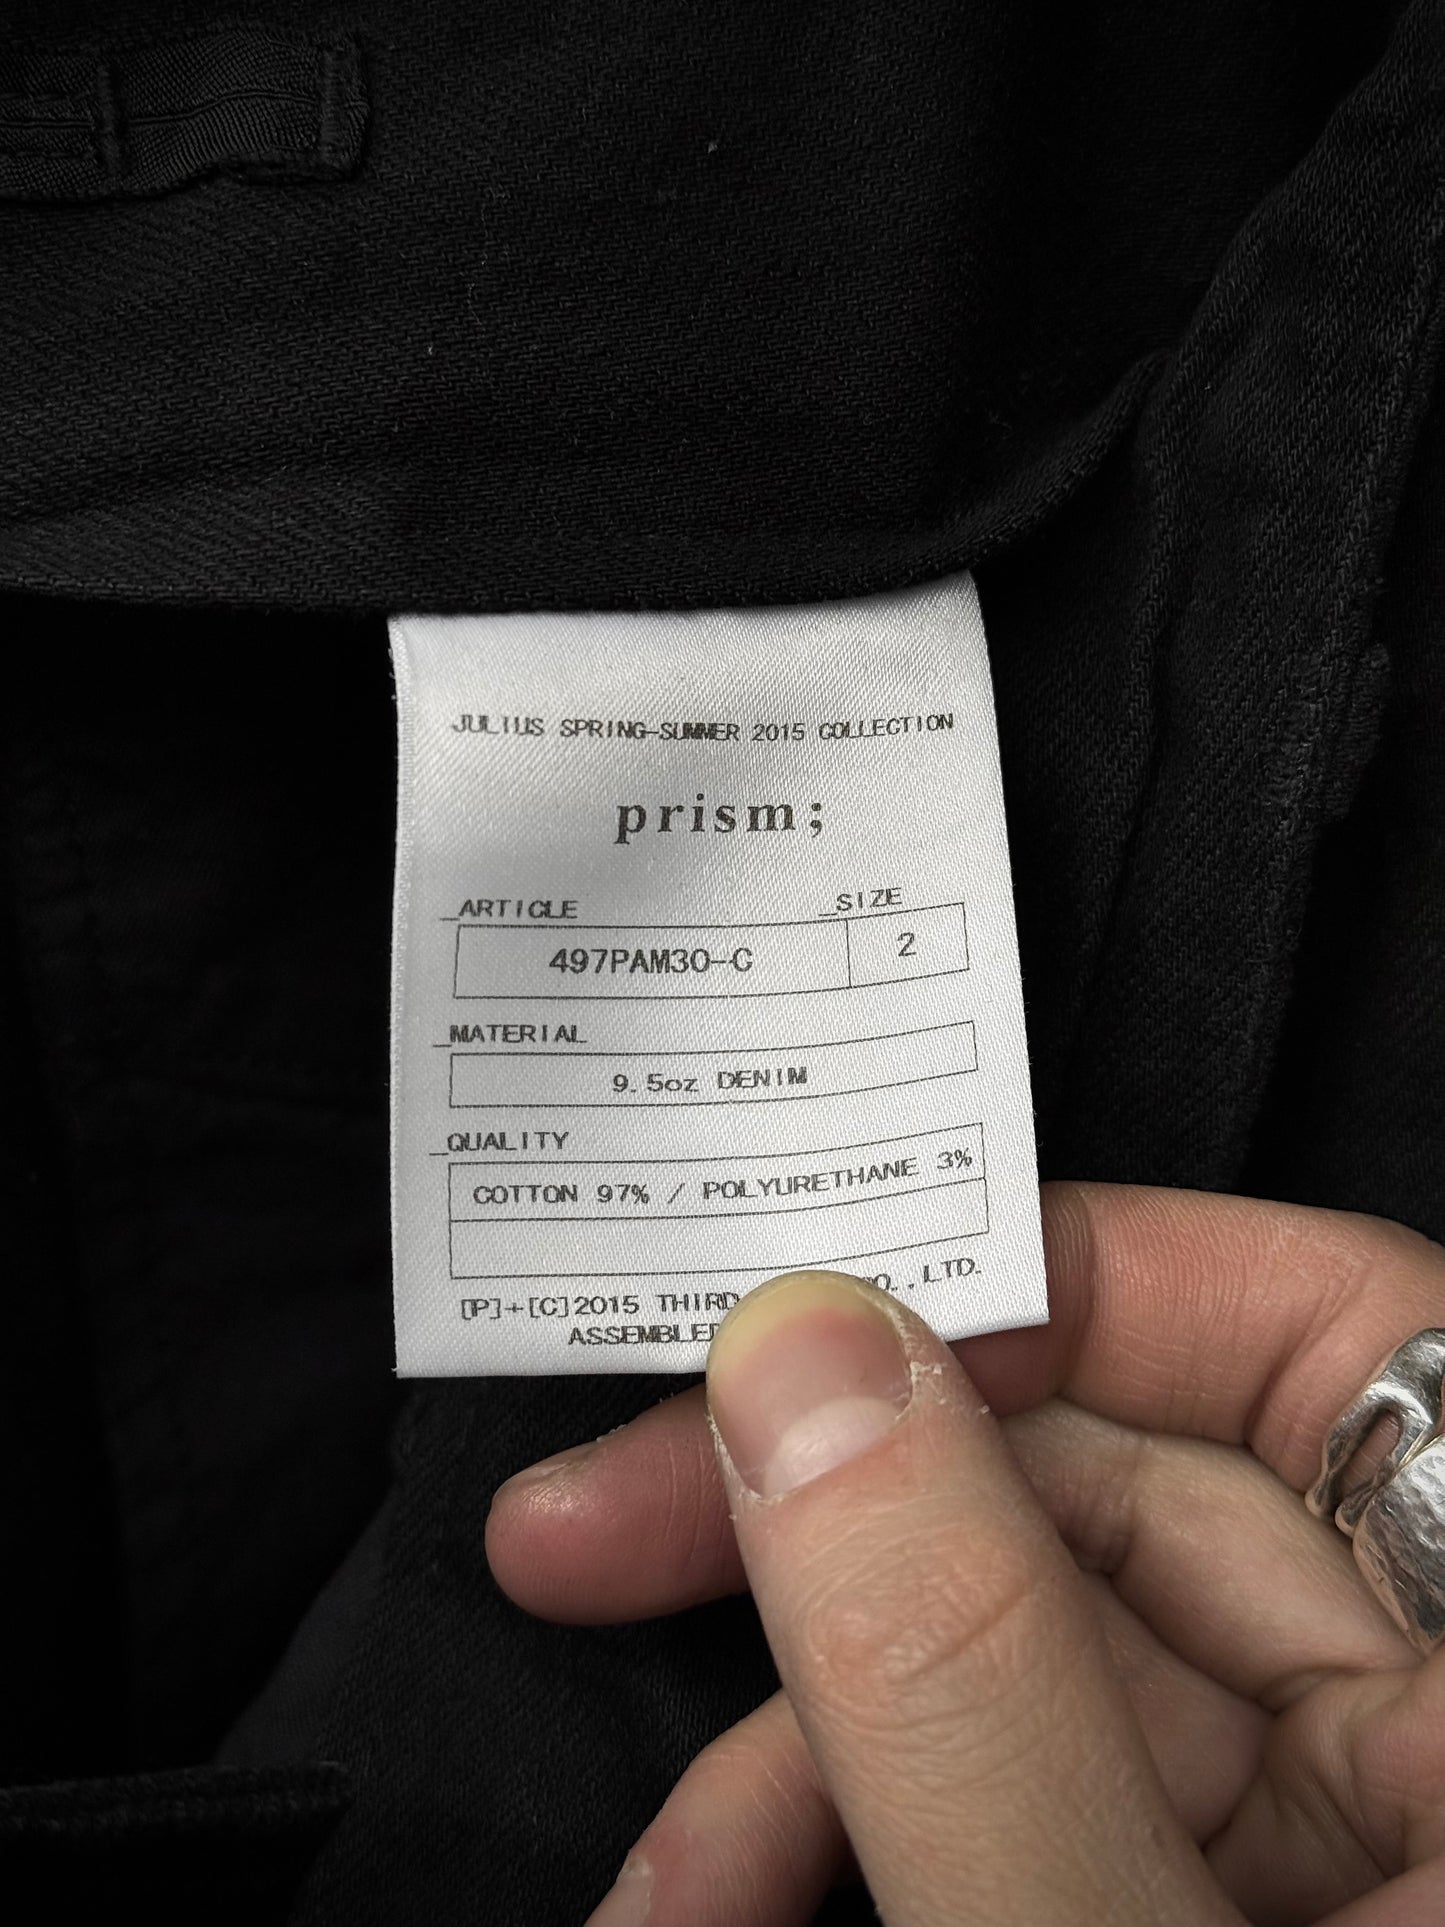 JULIUS SPRING-SUMMER 2015 COLLECTION
prism;
_ARTICLE _SIZE
497PAM30-C 2
_MATERIAL
9.5oz DENIM
_QUALITY
COTTON 97% / POLYURETHANE 3%
[P]+[C]2015 THIRD , LTD.